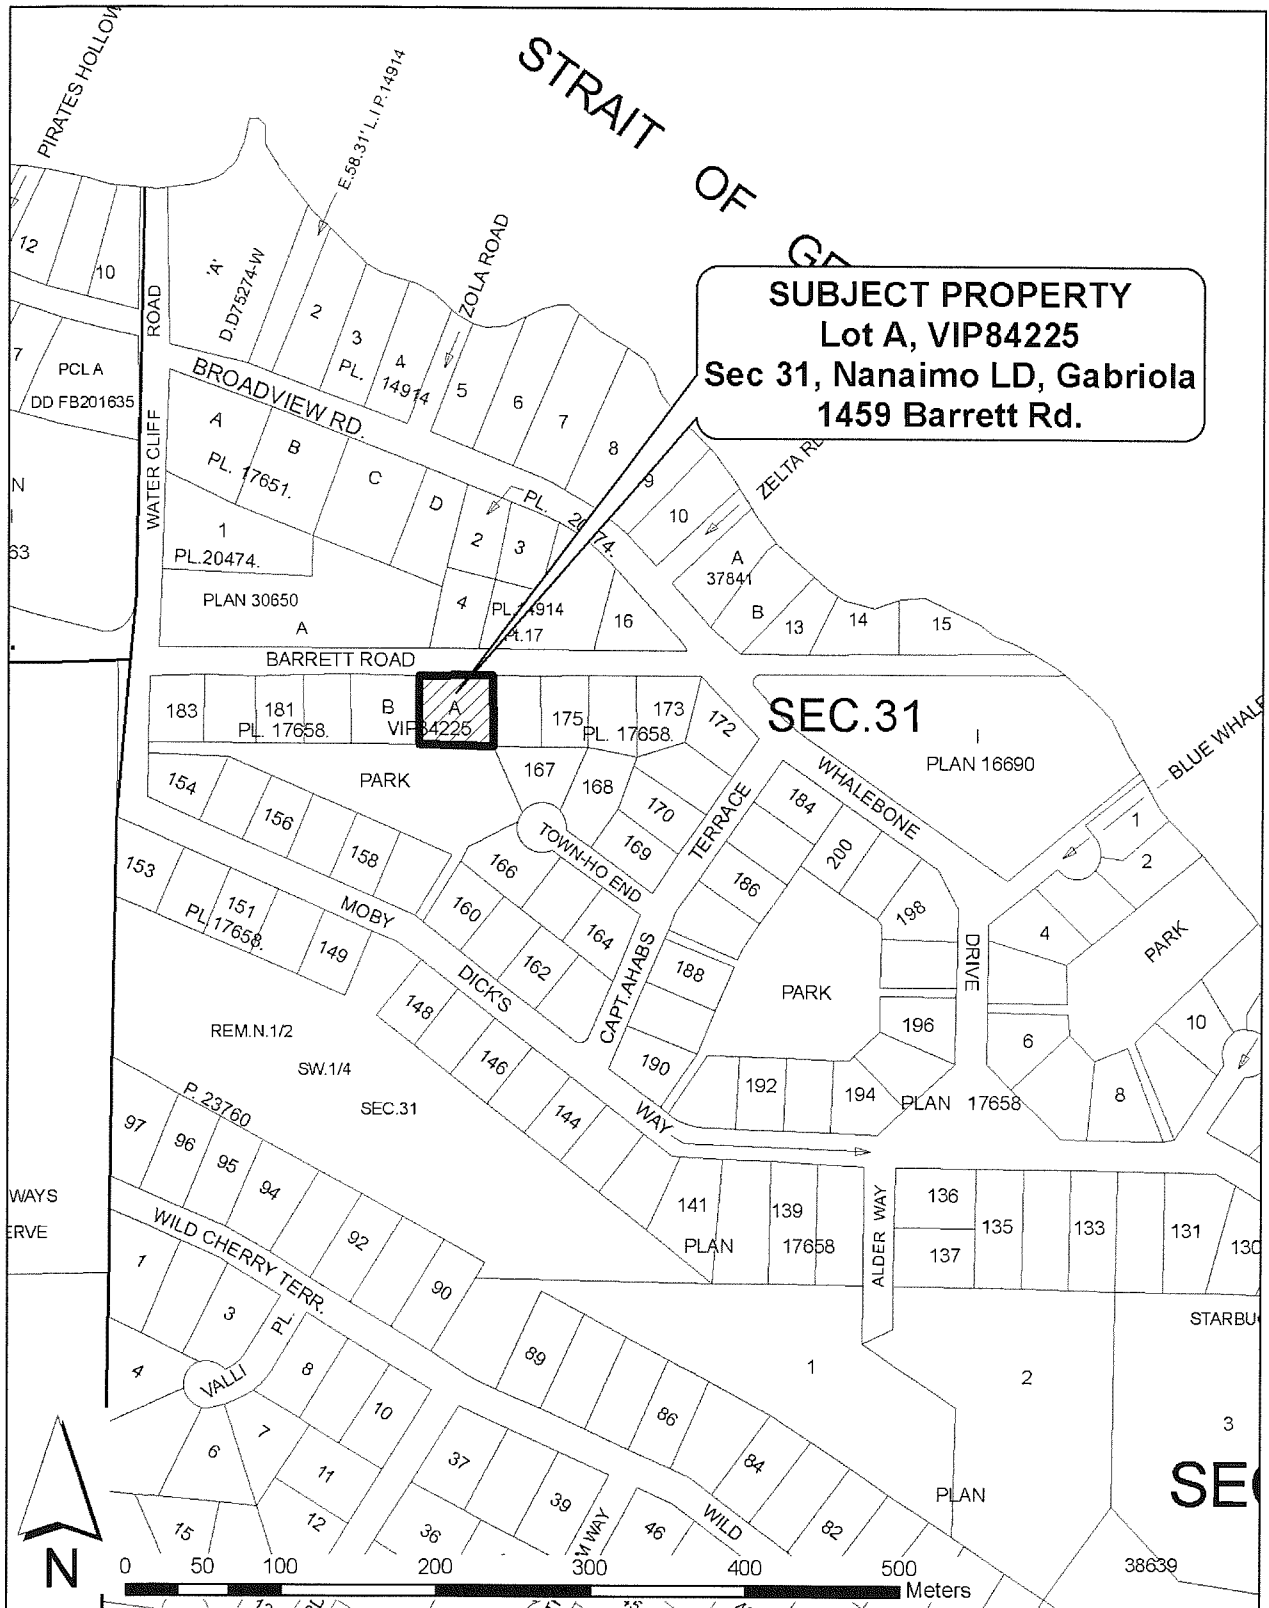 PIRATES HOLLOW
E.58.31' L.I P.14914
STRAIT OF
SUBJECT PROPERTY
Lot A, VIP84225
Sec 31, Nanaimo LD, Gabriola
1459 Barrett Rd.
12
10
'A'
D.D75274-W
2
3
PL.
4
14914
ZOLA ROAD
5
6
7
8
9
10
ZELTA RD
7
PCL A
DD FB201635
WATER CLIFF ROAD
BROADVIEW RD.
A
B
PL. 17651.
C
D
PL.
2
3
1
PL.20474.
4
PLAN 30650
A
PL.14914
Pt.17
16
A
37841
B
13
14
15
N
63
BARRETT ROAD
183
181
PL. 17658.
B
A
VIP84225
175
173
PL. 17658.
172
SEC.31
I
PLAN 16690
BLUE WHALE
154
PARK
167
168
170
169
TERRACE
WHALEBONE
184
200
1
2
156
158
166
TOWN-HO END
186
198
4
PARK
153
151
PL.17658.
149
MOBY
160
164
162
DICK'S
CAPT.AHABS
188
PARK
DRIVE
148
146
196
6
10
REM.N.1/2
SW.1/4
SEC.31
190
192
194
PLAN 17658
8
P. 23760
144
WAY
97
96
95
94
92
90
141
139
PLAN 17658
ALDER WAY
136
137
135
133
131
130
WAYS
ERVE
WILD CHERRY TERR.
1
3
PL.
4
VALLI
8
10
89
86
84
82
1
2
3
STARBU
6
7
11
12
15
37
39
36
46
WILD
M WAY
PLAN
38639
SEC
N
0 50 100 200 300 400 500
Meters